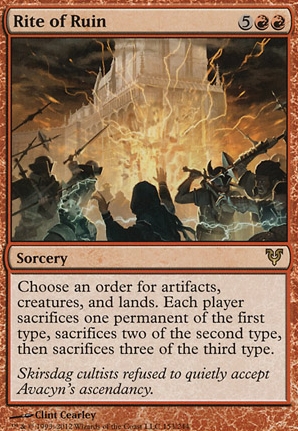 Rite of Ruin 5
Sorcery
Choose an order for artifacts,
creatures, and lands. Each player
sacrifices one permanent of the first
type, sacrifices two of the second type,
then sacrifices three of the third type.
Skirsdag cultists refused to quietly accept
Avacyn's ascendancy.
Clint Cearley
™ & © 1993–2012 Wizards of the Coast LLC 153/244